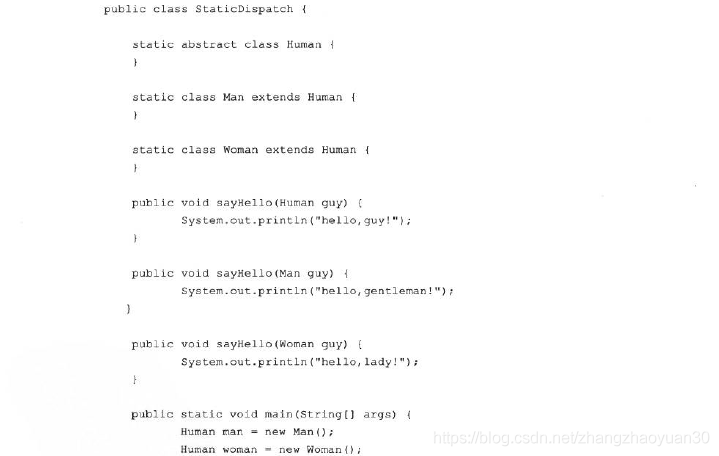 public class StaticDispatch {
static abstract class Human {
}
static class Man extends Human {
}
static class Woman extends Human {
}
public void sayHello(Human guy) {
System.out.println("hello,guy!");
}
public void sayHello(Man guy) {
System.out.println("hello,gentleman!");
}
public void sayHello(Woman guy) {
System.out.println("hello,lady!");
}
public static void main(String[] args) {
Human man = new Man();
Human woman = new Woman();
https://blog.csdn.net/zhangzhaoyuan30